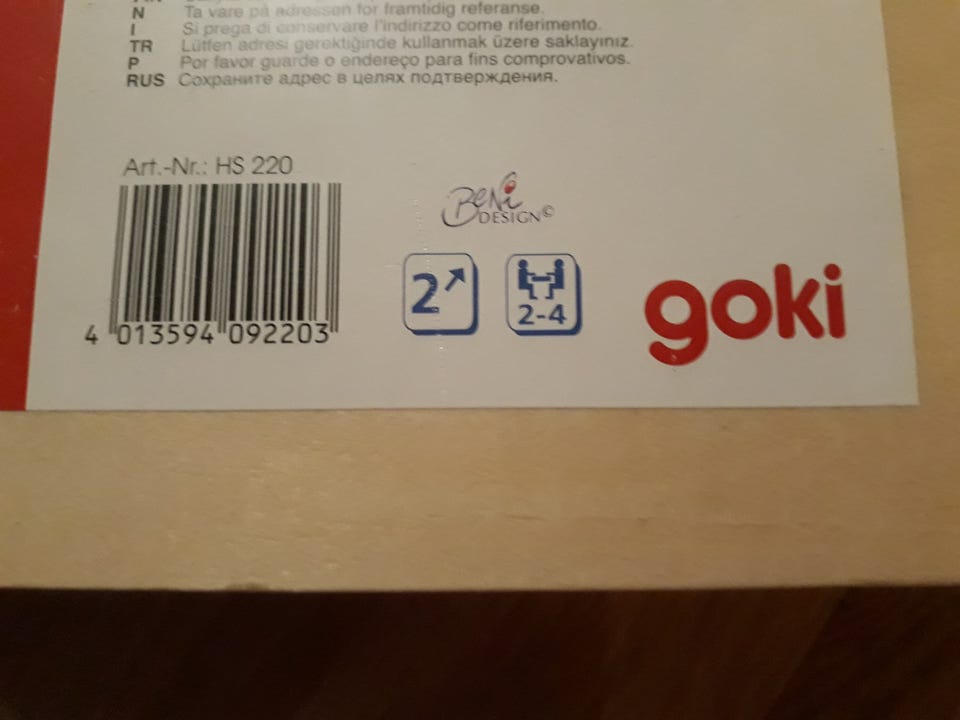 N Ta vare på adressen for framtidig referanse.
I Si prega di conservare l'indirizzo come riferimento.
TR Lütfen adresi gerektiğinde kullanmak üzere saklayınız.
P Por favor guarde o endereço para fins comprovativos.
RUS Сохраните адрес в целях подтверждения.
Art.-Nr.: HS 220
4 013594 092203
Beni
DESIGN©
2
2-4
goki